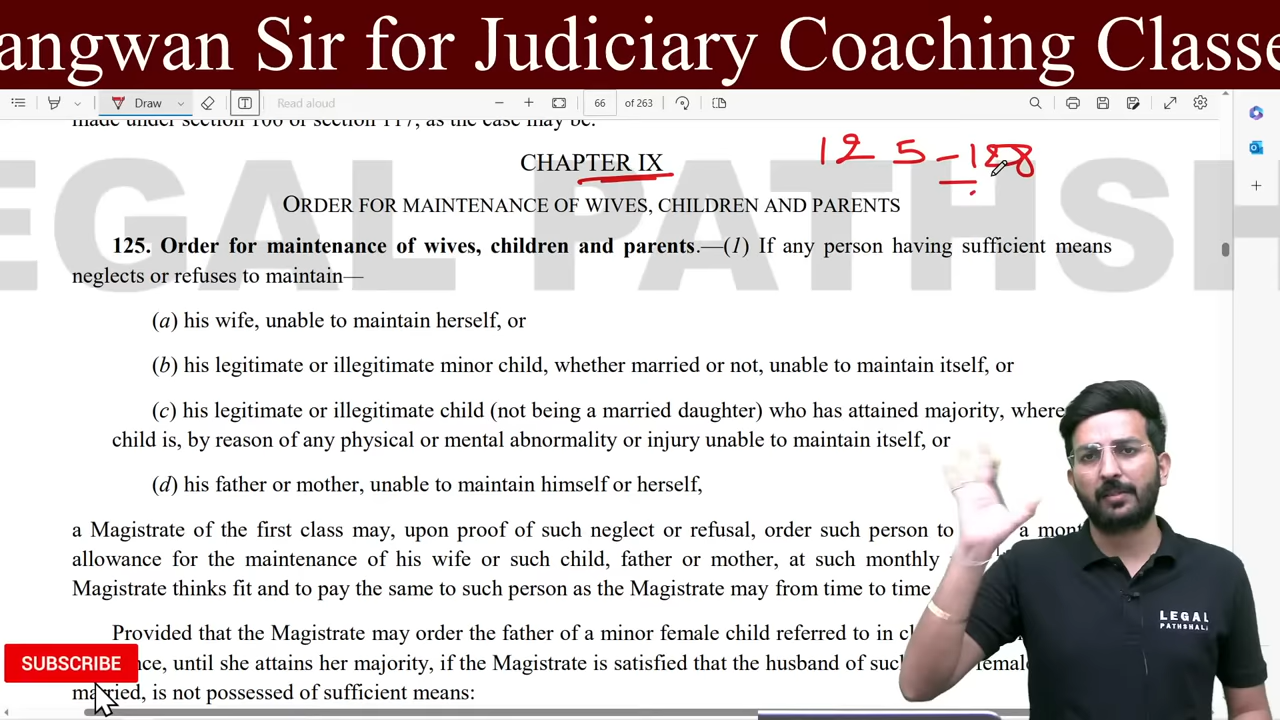 angwan Sir for Judiciary Coaching Classe
Draw
Read aloud
66 of 263
made under section 106 or section 117, as the case may be.
CHAPTER IX
125-128
ORDER FOR MAINTENANCE OF WIVES, CHILDREN AND PARENTS
125. Order for maintenance of wives, children and parents.—(1) If any person having sufficient means
neglects or refuses to maintain—
(a) his wife, unable to maintain herself, or
(b) his legitimate or illegitimate minor child, whether married or not, unable to maintain itself, or
(c) his legitimate or illegitimate child (not being a married daughter) who has attained majority, where
child is, by reason of any physical or mental abnormality or injury unable to maintain itself, or
(d) his father or mother, unable to maintain himself or herself,
a Magistrate of the first class may, upon proof of such neglect or refusal, order such person to a mont
allowance for the maintenance of his wife or such child, father or mother, at such monthly
Magistrate thinks fit and to pay the same to such person as the Magistrate may from time to time
Provided that the Magistrate may order the father of a minor female child referred to in cl
nce, until she attains her majority, if the Magistrate is satisfied that the husband of suc female
married, is not possessed of sufficient means:
EGAL PATHSH
LEGAL
PATHSHALA
SUBSCRIBE